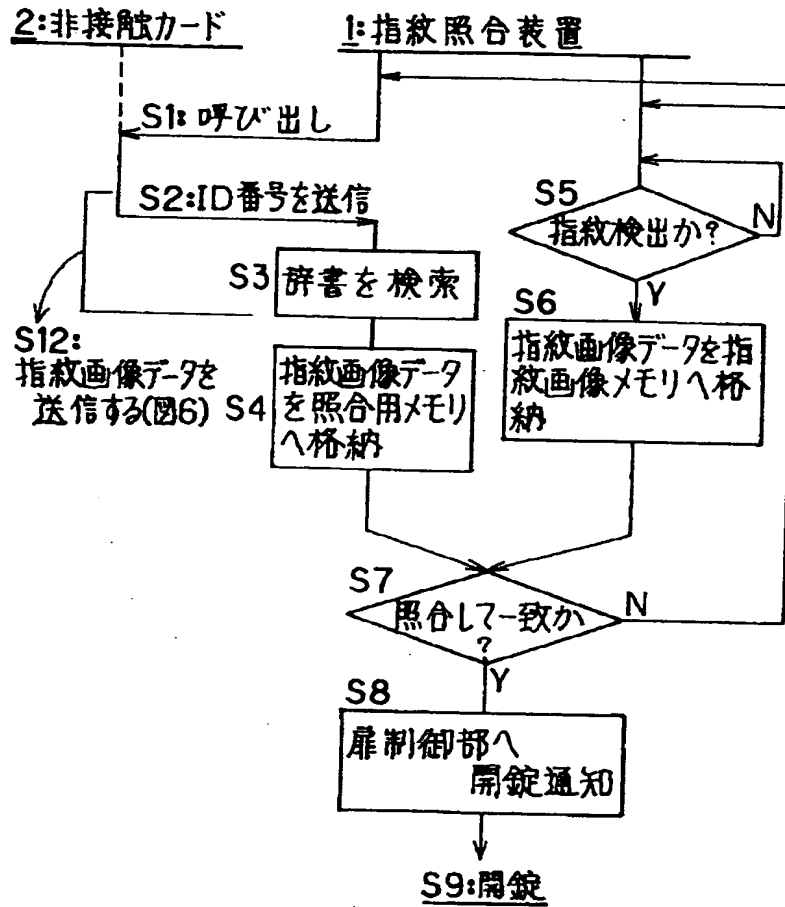 2:非接触カード
1:指紋照合装置
S1:呼び出し
S2:ID番号を送信
S3
辞書を検索
S12:
指紋画像データを
送信する(図6)
S4
指紋画像データ
を照合用メモリ
へ格納
S5
指紋検出か?
N
Y
S6
指紋画像データを指
紋画像メモリへ格
納
S7
照合して一致か
?
N
Y
S8
扉制御部へ
開錠通知
S9:開錠